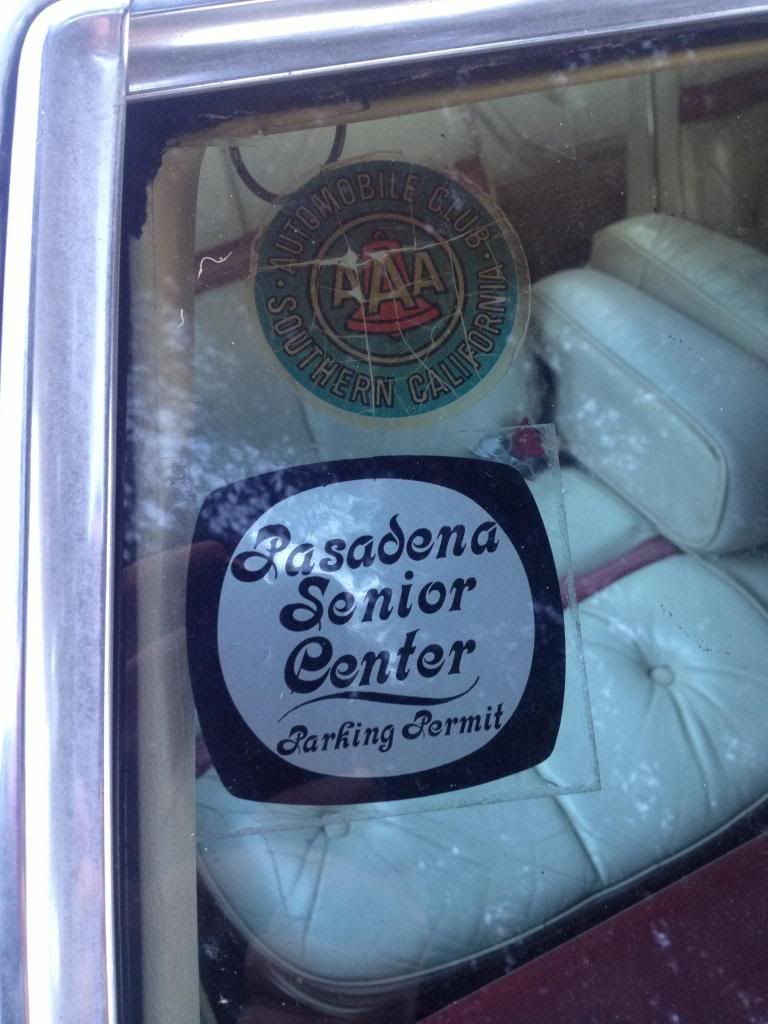 · AUTOMOBILE CLUB ·
SOUTHERN CALIFORNIA
AAA
Pasadena
Senior
Center
Parking Permit